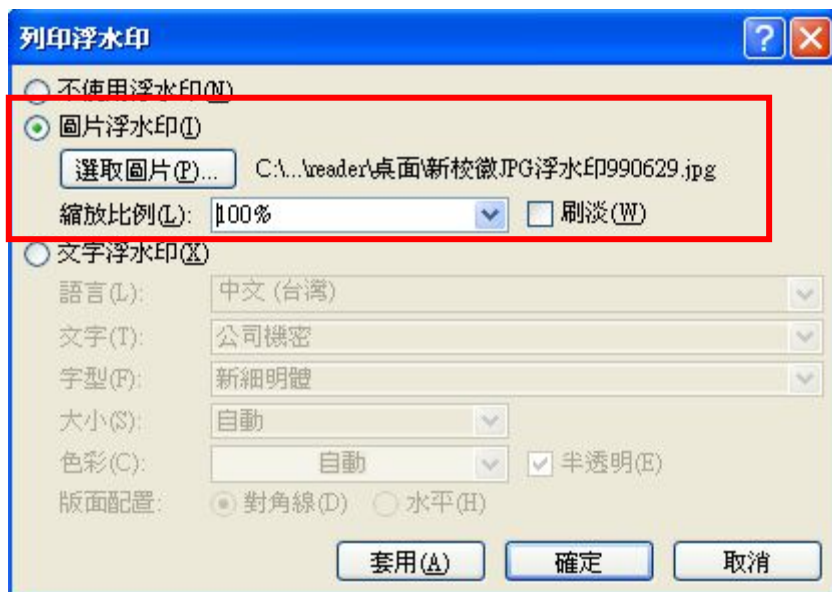 列印浮水印
不使用浮水印(N)
圖片浮水印(I)
選取圖片(P)... C:\...\reader\桌面\新校徽JPG浮水印990629.jpg
縮放比例(L): 100% 刷淡(W)
文字浮水印(X)
語言(L): 中文 (台灣)
文字(T): 公司機密
字型(F): 新細明體
大小(S): 自動
色彩(C): 自動 半透明(E)
版面配置: 對角線(D) 水平(H)
套用(A) 確定 取消